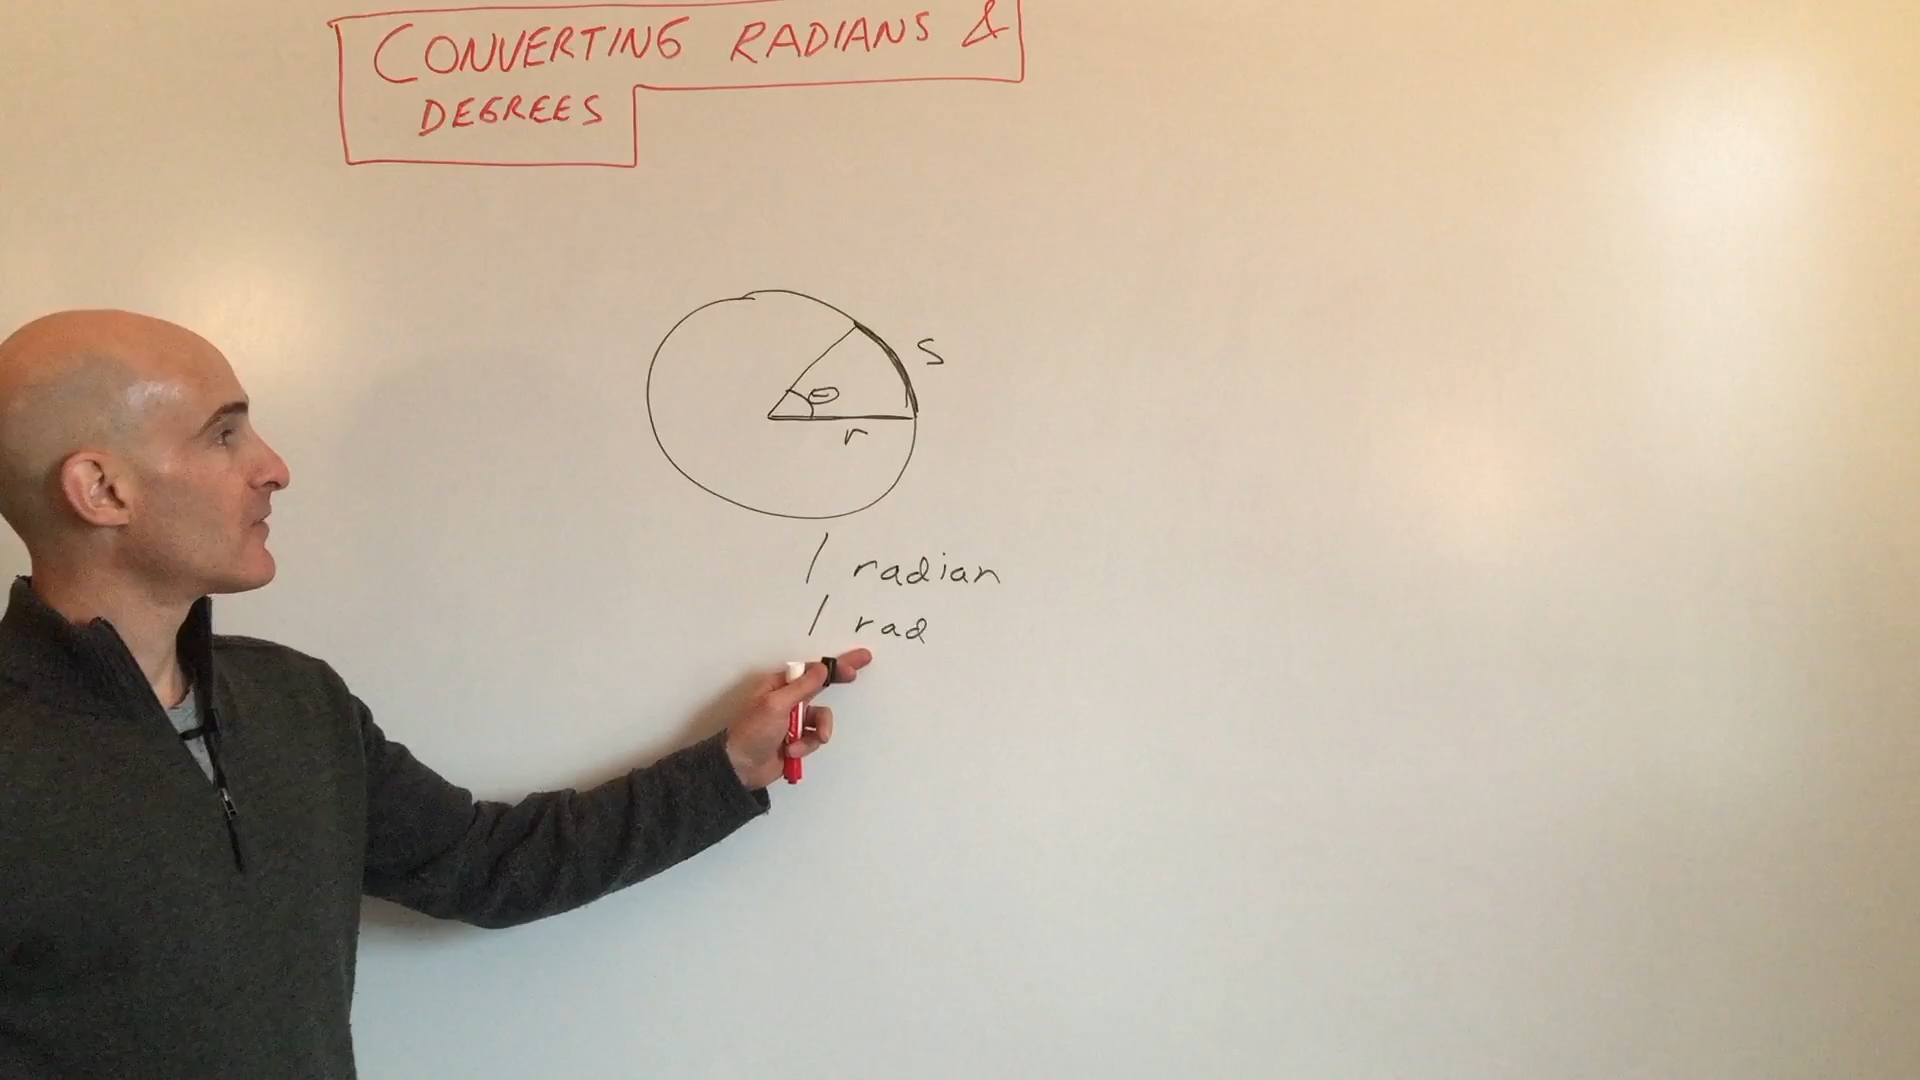 CONVERTING RADIANS &
DEGREES
S
θ
r
1 radian
1 rad